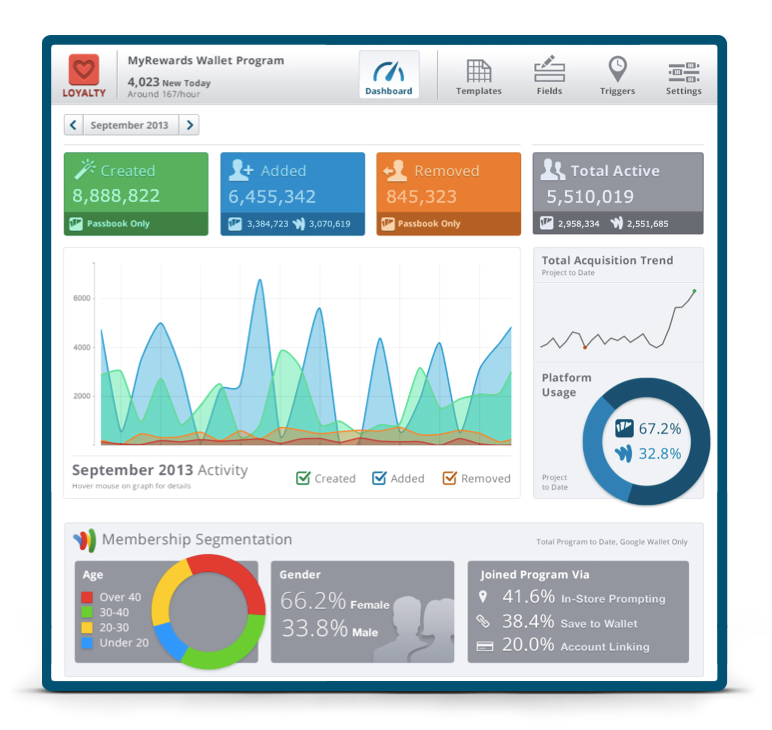 LOYALTY
MyRewards Wallet Program
4,023 New Today
Around 167/hour
Dashboard
Templates
Fields
Triggers
Settings
September 2013
Created
8,888,822
Passbook Only
Added
6,455,342
3,384,723 3,070,619
Removed
845,323
Passbook Only
Total Active
5,510,019
2,958,334 2,551,685
6000
4000
2000
September 2013 Activity
Hover mouse on graph for details
Created
Added
Removed
Total Acquisition Trend
Project to Date
Platform
Usage
67.2%
32.8%
Project
to Date
Membership Segmentation
Total Program to Date, Google Wallet Only
Age
Over 40
30-40
20-30
Under 20
Gender
66.2% Female
33.8% Male
Joined Program Via
41.6% In-Store Prompting
38.4% Save to Wallet
20.0% Account Linking